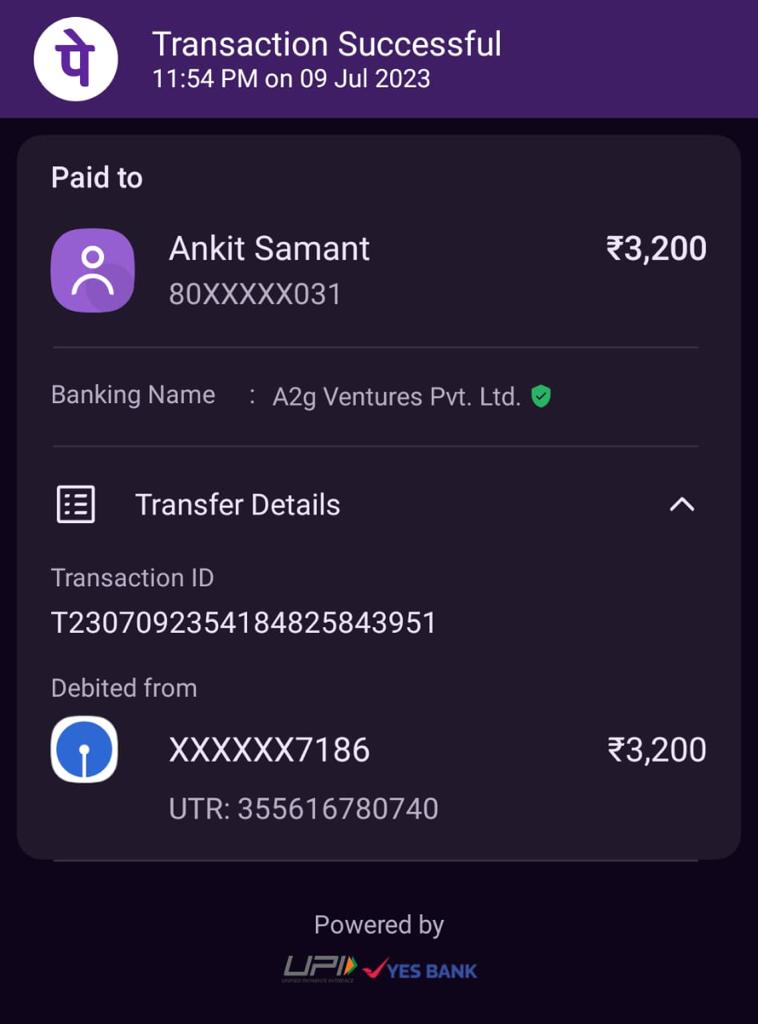 पे
Transaction Successful
11:54 PM on 09 Jul 2023
Paid to
Ankit Samant ₹3,200
80XXXXX031
Banking Name : A2g Ventures Pvt. Ltd.
Transfer Details
Transaction ID
T2307092354184825843951
Debited from
XXXXXX7186 ₹3,200
UTR: 355616780740
Powered by
UPI YES BANK
UNIFIED PAYMENTS INTERFACE